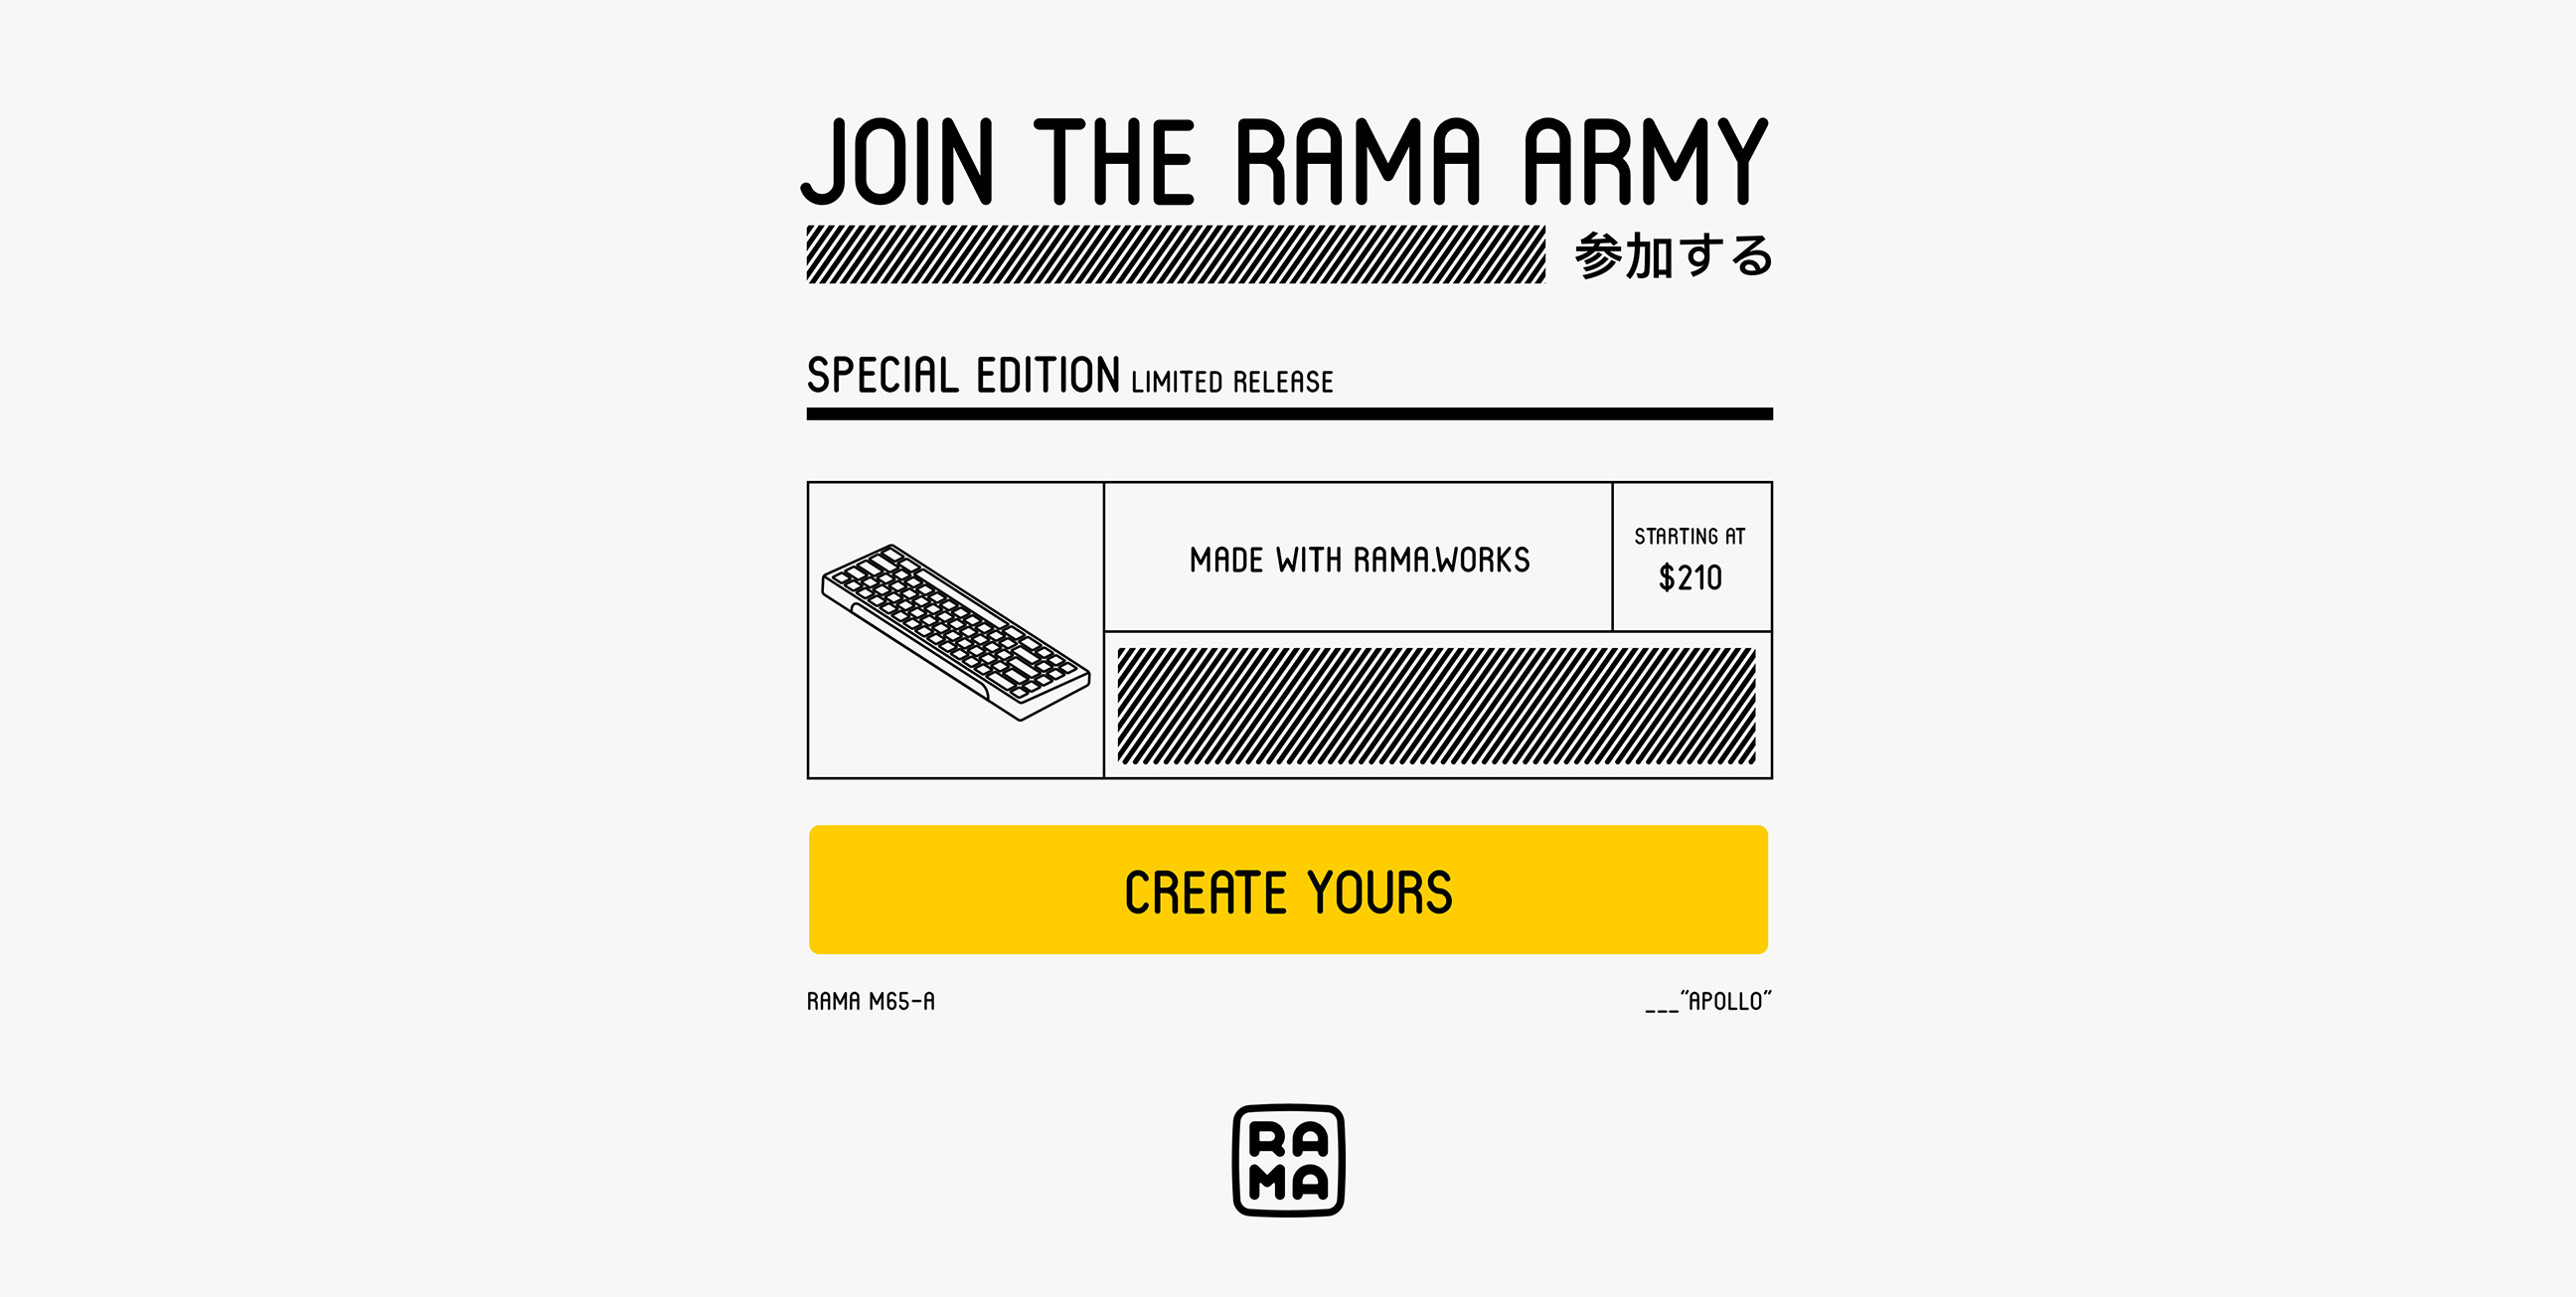 JOIN THE RAMA ARMY
参加する
SPECIAL EDITION LIMITED RELEASE
MADE WITH RAMA.WORKS
STARTING AT
$210
CREATE YOURS
RAMA M65-A
___"APOLLO"
RA
MA